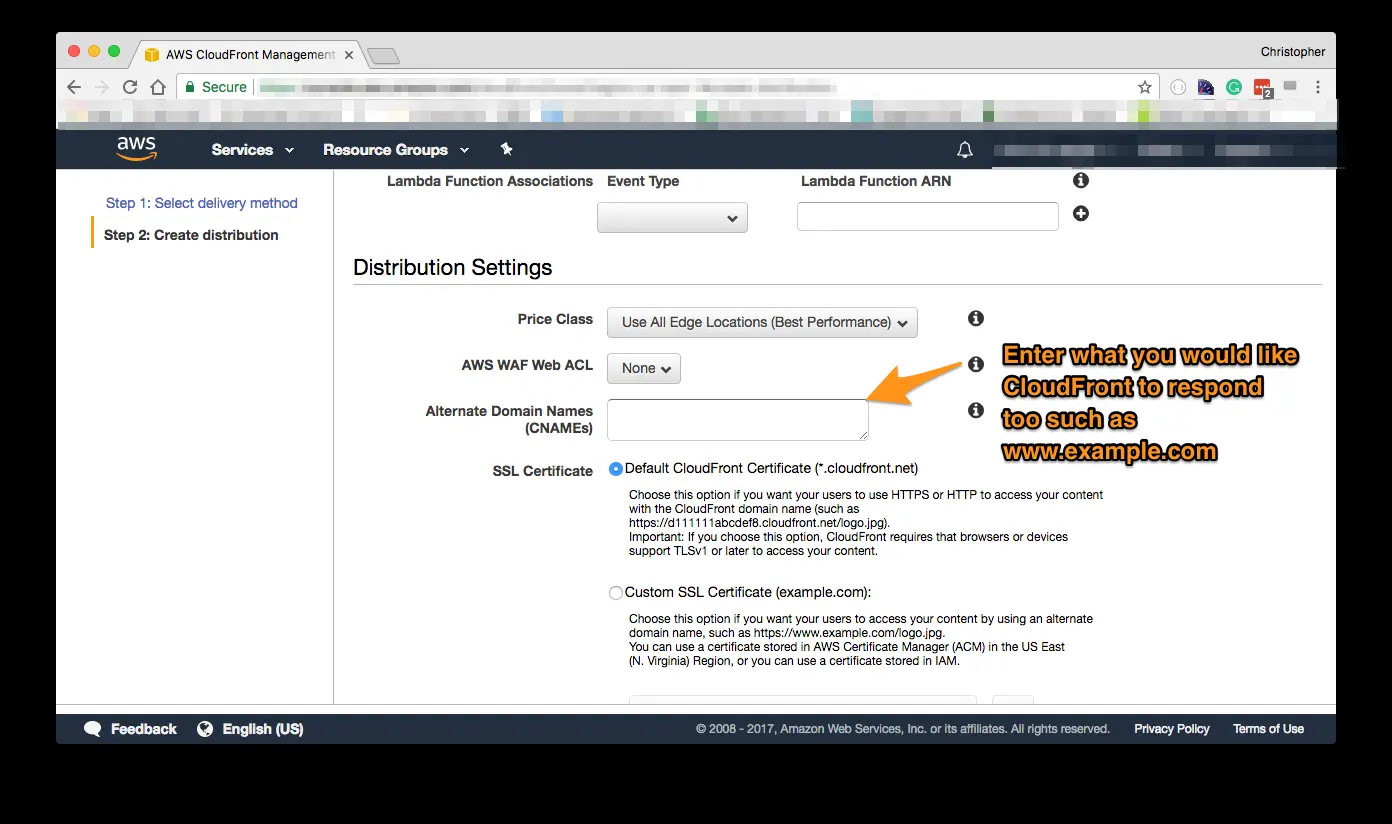 AWS CloudFront Management
Christopher
Secure
2
aws
Services
Resource Groups
Lambda Function Associations
Event Type
Lambda Function ARN
Step 1: Select delivery method
Step 2: Create distribution
Distribution Settings
Price Class
Use All Edge Locations (Best Performance)
AWS WAF Web ACL
None
Enter what you would like
CloudFront to respond
too such as
www.example.com
Alternate Domain Names
(CNAMEs)
SSL Certificate
Default CloudFront Certificate (*.cloudfront.net)
Choose this option if you want your users to use HTTPS or HTTP to access your content
with the CloudFront domain name (such as
https://d111111abcdef8.cloudfront.net/logo.jpg).
Important: If you choose this option, CloudFront requires that browsers or devices
support TLSv1 or later to access your content.
Custom SSL Certificate (example.com):
Choose this option if you want your users to access your content by using an alternate
domain name, such as https://www.example.com/logo.jpg.
You can use a certificate stored in AWS Certificate Manager (ACM) in the US East
(N. Virginia) Region, or you can use a certificate stored in IAM.
Feedback
English (US)
© 2008 - 2017, Amazon Web Services, Inc. or its affiliates. All rights reserved.
Privacy Policy
Terms of Use